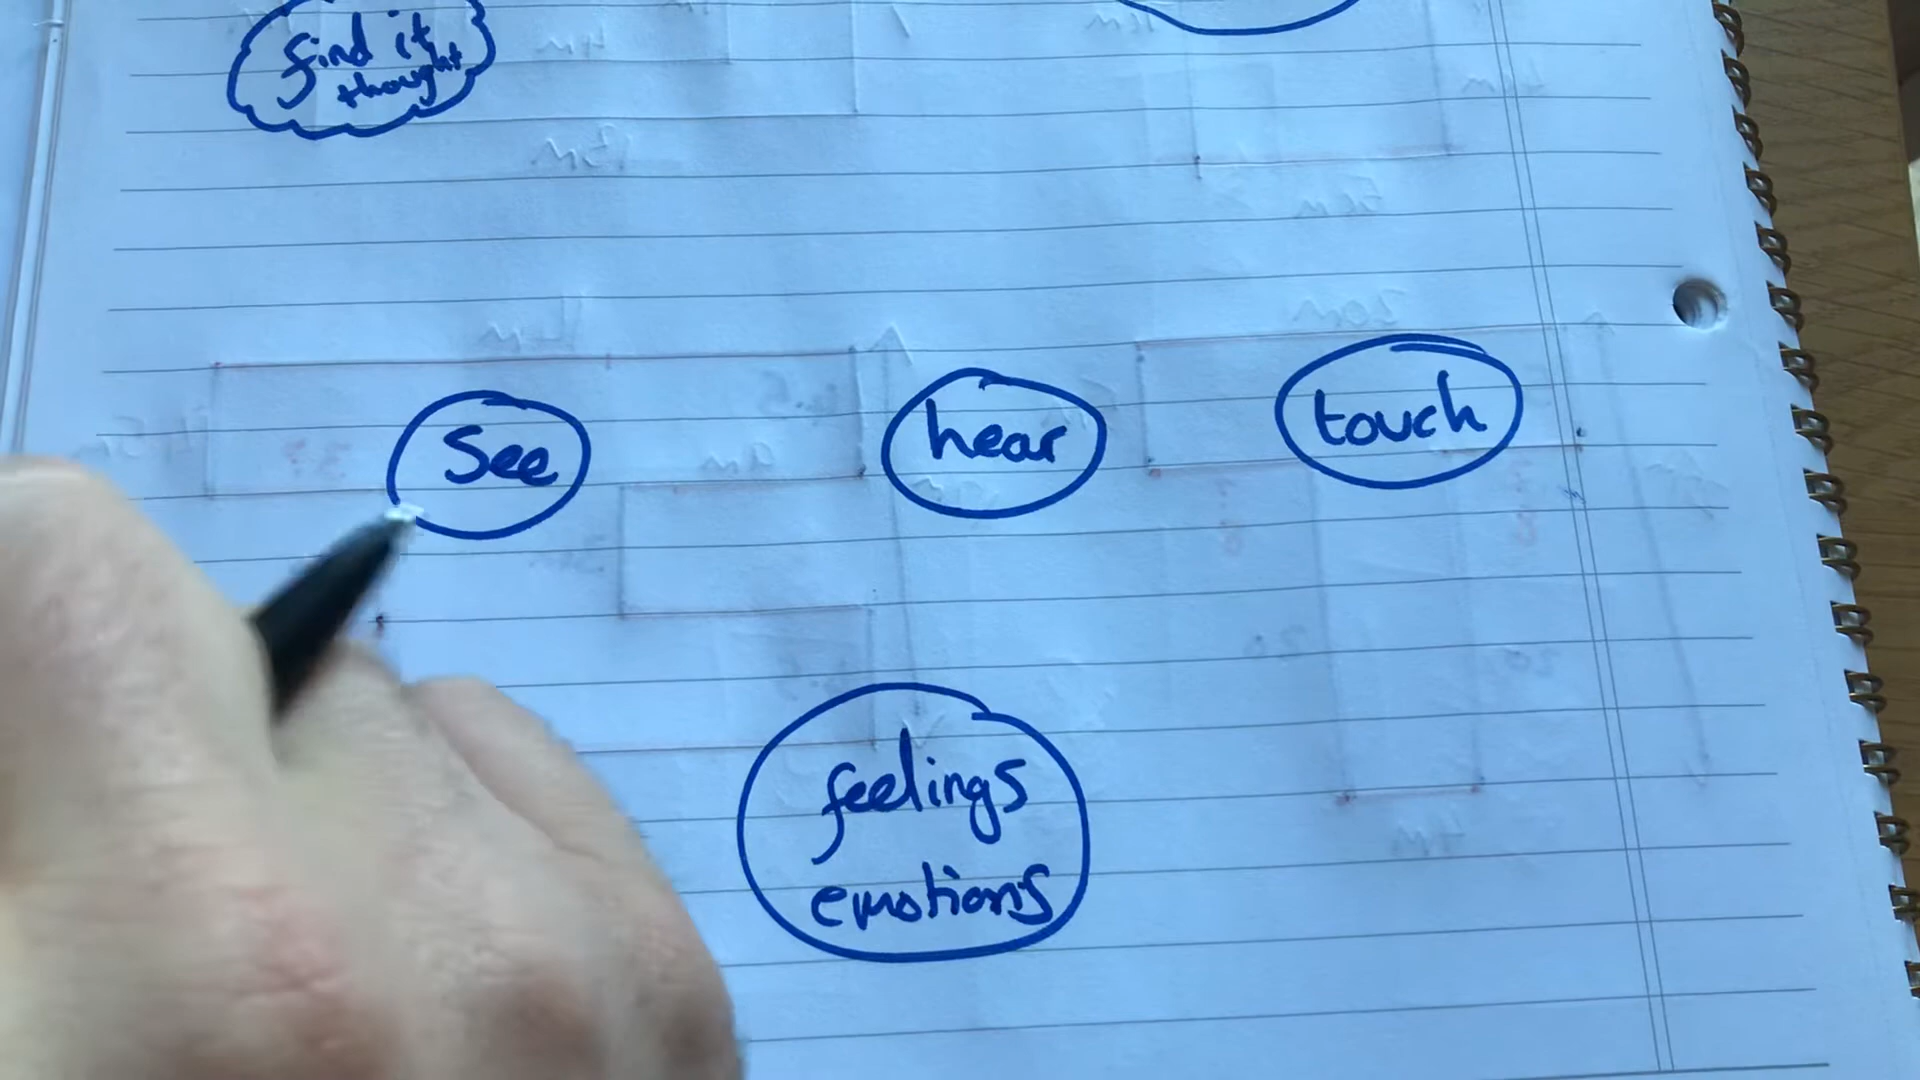 find it
thought
see
hear
touch
feelings
emotions